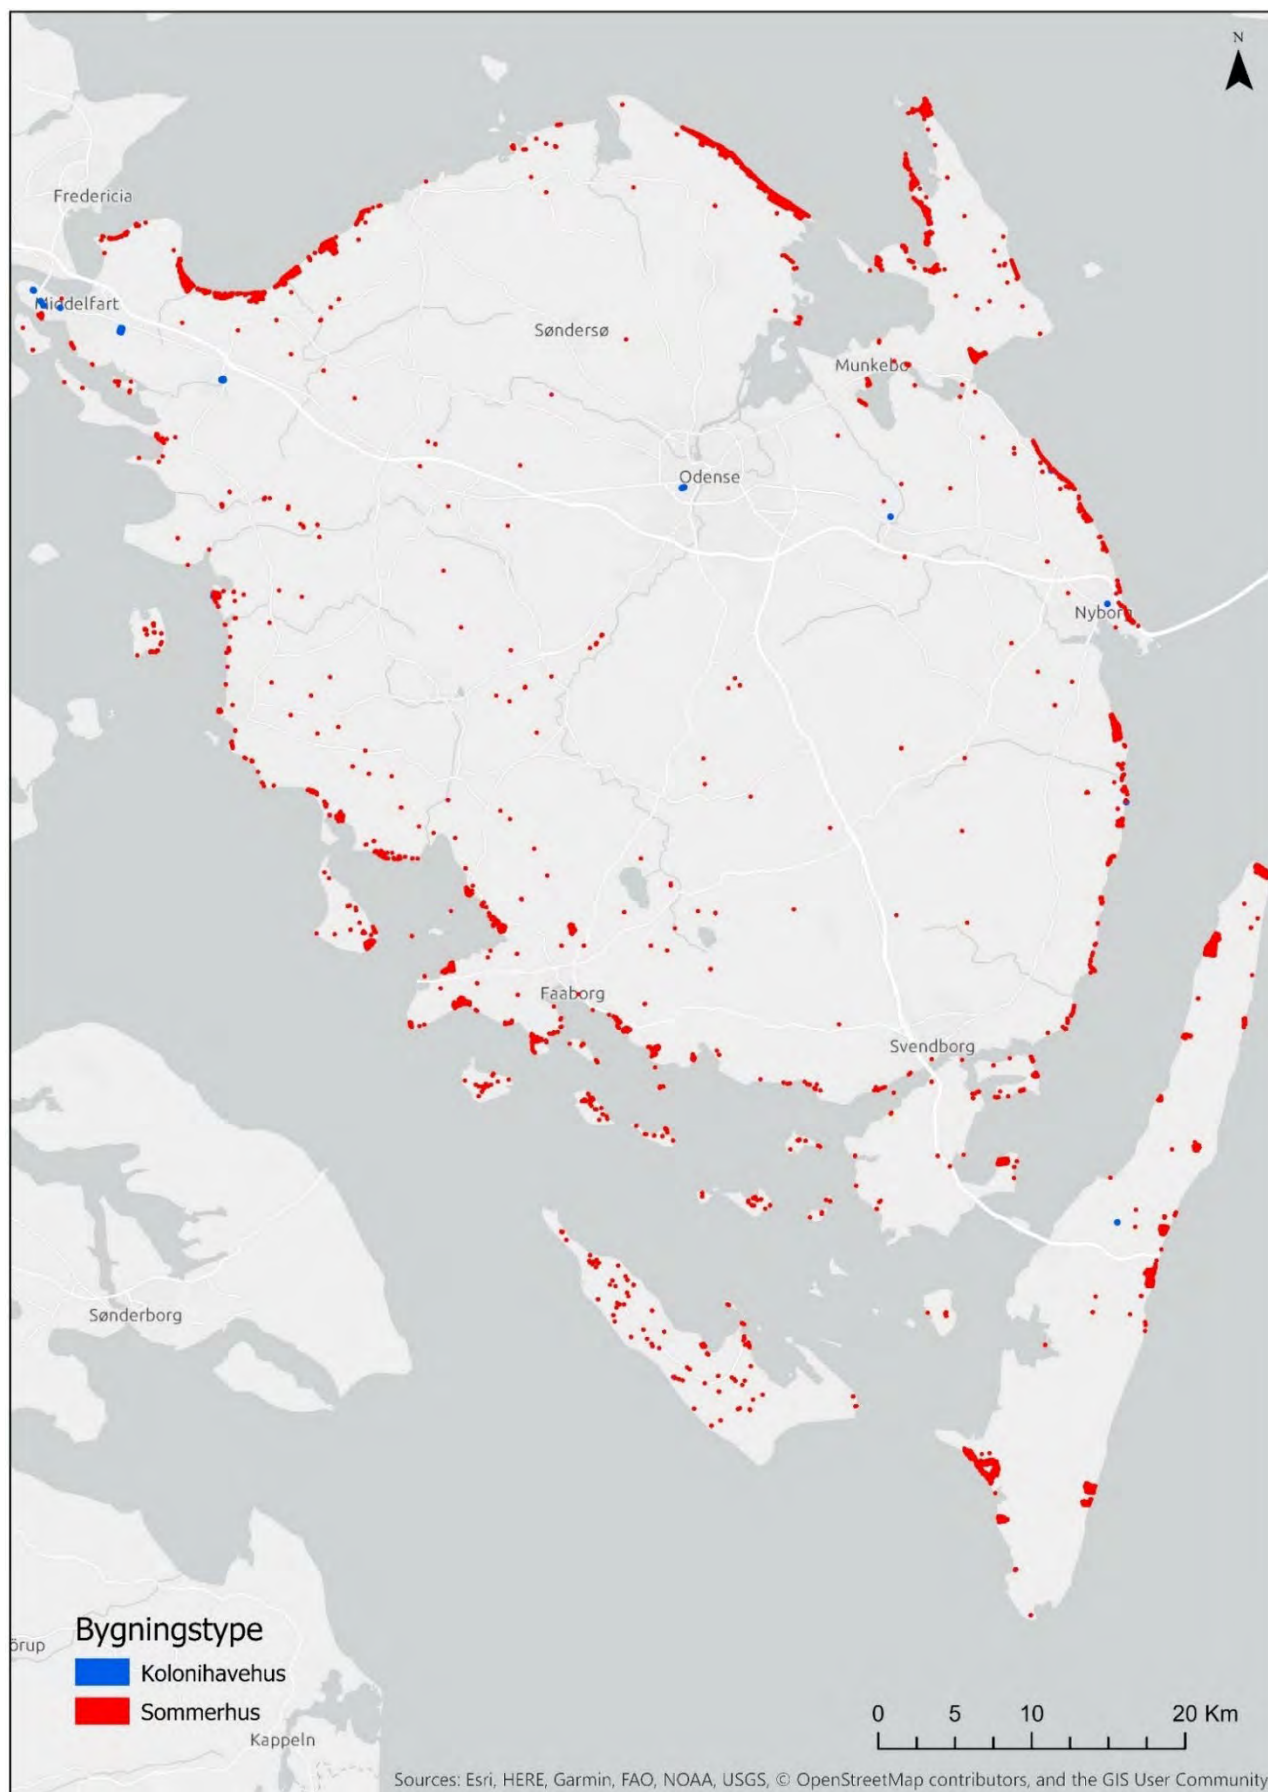 N
Fredericia
Middelfart
Søndersø
Munkebo
Odense
Nyborg
Faaborg
Svendborg
Sønderborg
Bygningstype
örup
Kolonihavehus
Sommerhus
0 5 10 20 Km
Kappeln
Sources: Esri, HERE, Garmin, FAO, NOAA, USGS, © OpenStreetMap contributors, and the GIS User Community